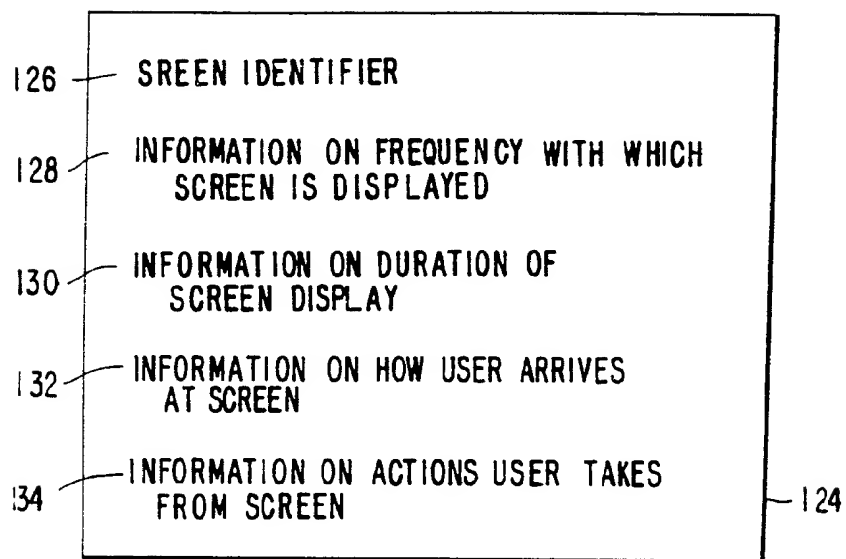 126 SREEN IDENTIFIER
128 INFORMATION ON FREQUENCY WITH WHICH
SCREEN IS DISPLAYED
130 INFORMATION ON DURATION OF
SCREEN DISPLAY
132 INFORMATION ON HOW USER ARRIVES
AT SCREEN
134 INFORMATION ON ACTIONS USER TAKES
FROM SCREEN
124